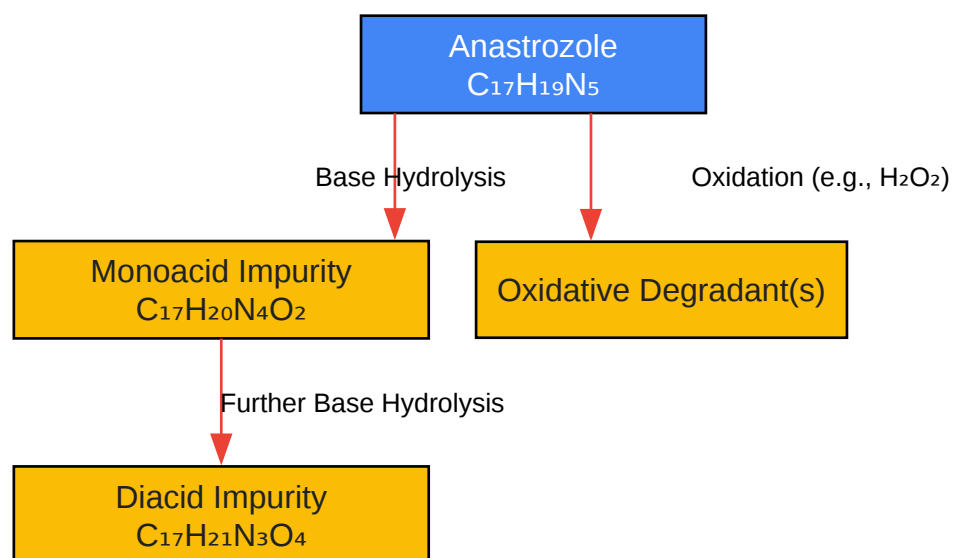 Anastrozole
C₁₇H₁₉N₅
Base Hydrolysis
Oxidation (e.g., H₂O₂)
Monoacid Impurity
C₁₇H₂₀N₄O₂
Oxidative Degradant(s)
Further Base Hydrolysis
Diacid Impurity
C₁₇H₂₁N₃O₄